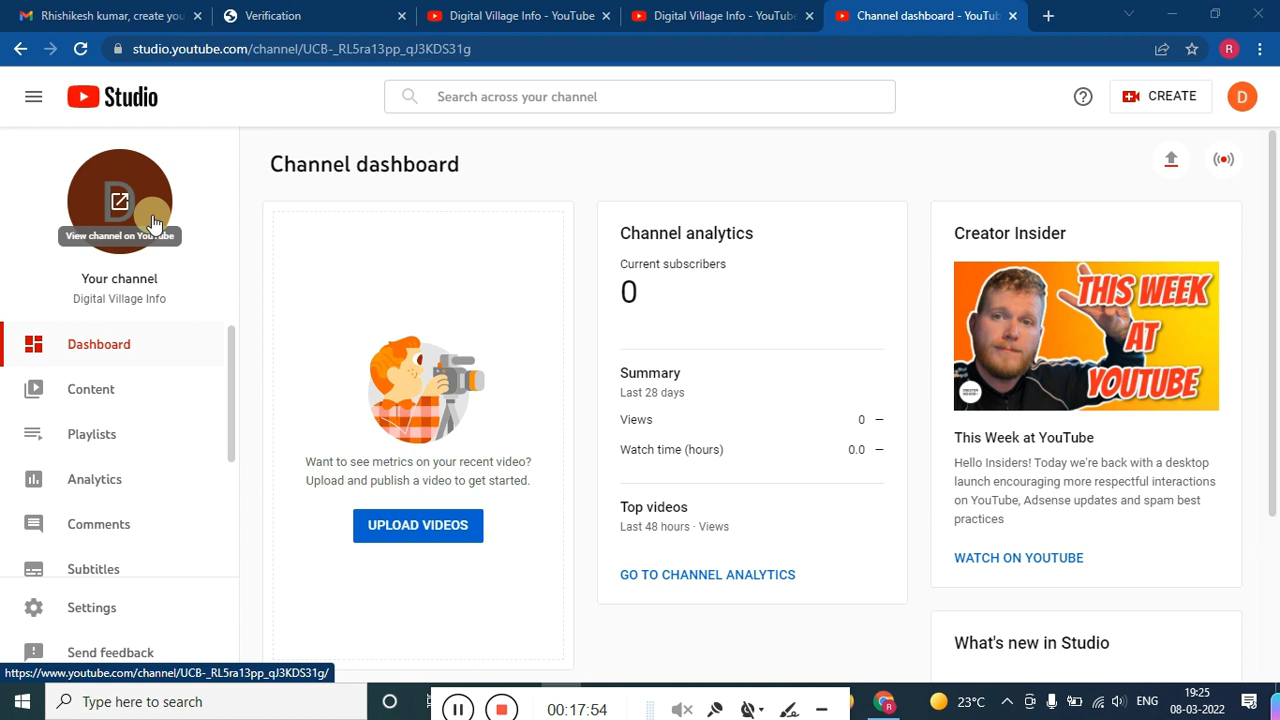 Rhishikesh kumar, create you
Verification
Digital Village Info - YouTube
Digital Village Info - YouTube
Channel dashboard - YouTub
studio.youtube.com/channel/UCB-_RL5ra13pp_qJ3KDS31g
R
Studio
Search across your channel
CREATE
D
D
View channel on YouTube
Your channel
Digital Village Info
Dashboard
Content
Playlists
Analytics
Comments
Subtitles
Settings
Send feedback
Channel dashboard
Want to see metrics on your recent video?
Upload and publish a video to get started.
UPLOAD VIDEOS
Channel analytics
Current subscribers
0
Summary
Last 28 days
Views 0 —
Watch time (hours) 0.0 —
Top videos
Last 48 hours · Views
GO TO CHANNEL ANALYTICS
Creator Insider
THIS WEEK
AT
YOUTUBE
This Week at YouTube
Hello Insiders! Today we're back with a desktop
launch encouraging more respectful interactions
on YouTube, Adsense updates and spam best
practices
WATCH ON YOUTUBE
What's new in Studio
https://www.youtube.com/channel/UCB-_RL5ra13pp_qJ3KDS31g/
Type here to search
00:17:54
R
23°C
ENG
19:25
08-03-2022